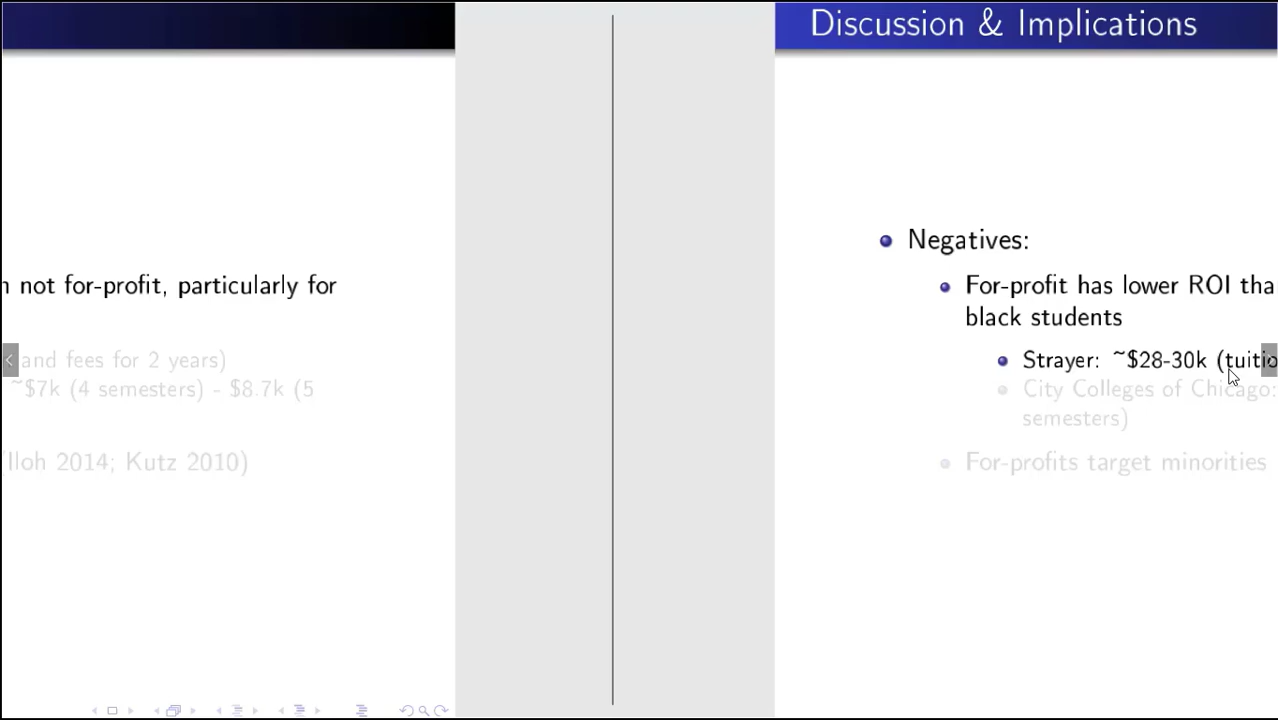 n not for-profit, particularly for
and fees for 2 years)
~$7k (4 semesters) - $8.7k (5
(Iloh 2014; Kutz 2010)
Discussion & Implications
Negatives:
For-profit has lower ROI tha
black students
Strayer: ~$28-30k (tuitio
City Colleges of Chicago:
semesters)
For-profits target minorities